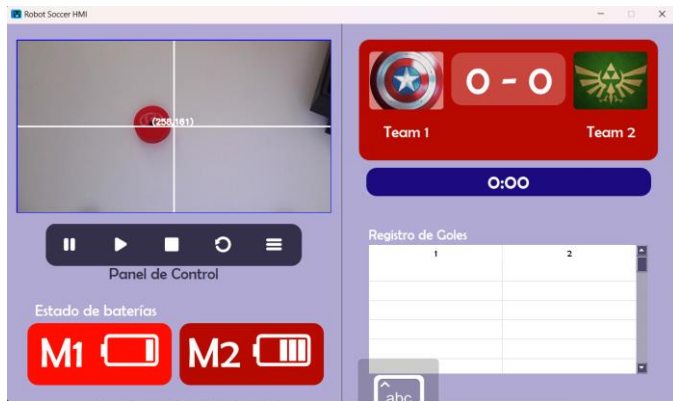 Robot Soccer HMI
(258,161)
Panel de Control
Estado de baterías
M1
M2
0 - 0
Team 1
Team 2
0:00
Registro de Goles
1
2
abc